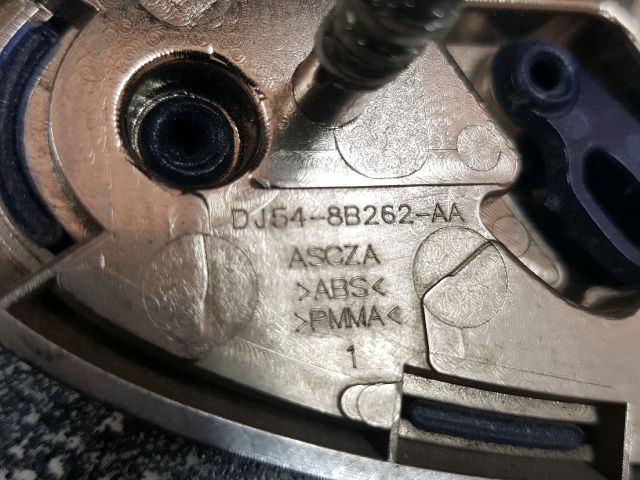 DJ54-8B262-AA
ASCZA
>ABS<
>PMMA<
1